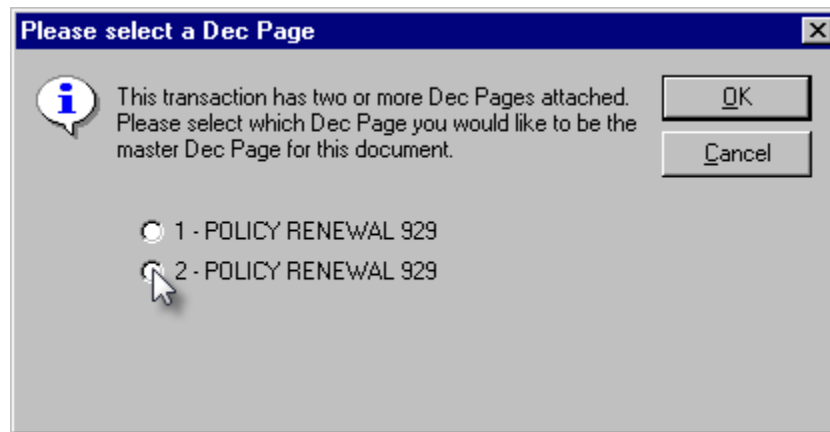 Please select a Dec Page
This transaction has two or more Dec Pages attached.
Please select which Dec Page you would like to be the
master Dec Page for this document.
OK
Cancel
1 - POLICY RENEWAL 929
2 - POLICY RENEWAL 929